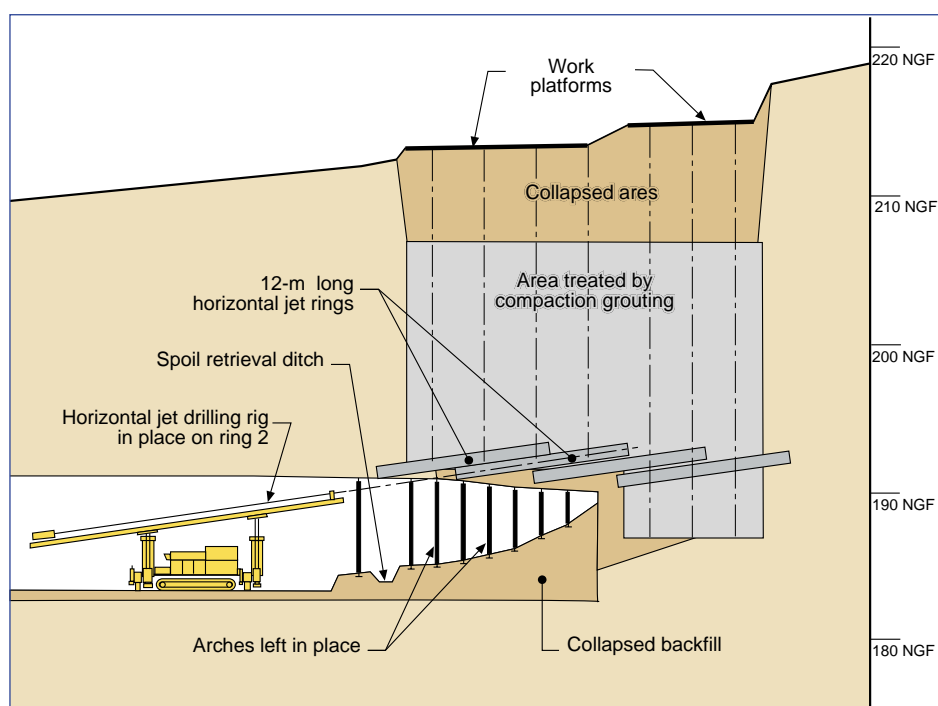 220 NGF
Work
platforms
Collapsed ares
210 NGF
Area treated by
compaction grouting
12-m long
horizontal jet rings
200 NGF
Spoil retrieval ditch
Horizontal jet drilling rig
in place on ring 2
190 NGF
Arches left in place
Collapsed backfill
180 NGF